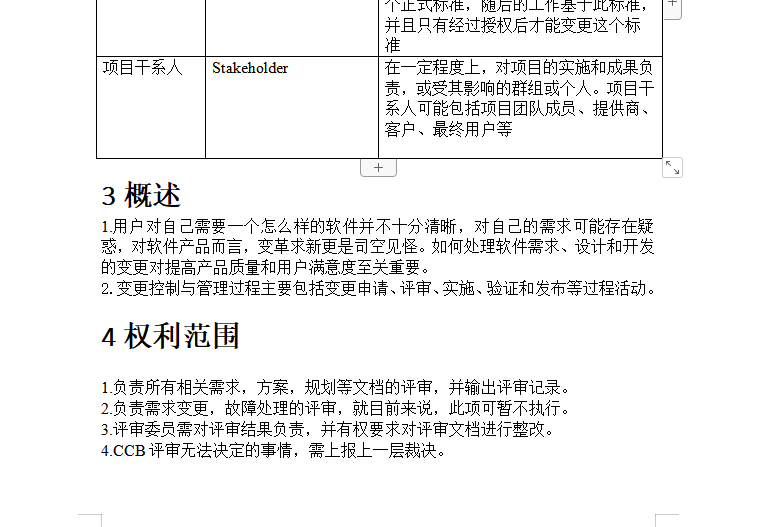 个正式标准，随后的工作基于此标准，
并且只有经过授权后才能变更这个标
准
项目干系人
Stakeholder
在一定程度上，对项目的实施和成果负
责，或受其影响的群组或个人。项目干
系人可能包括项目团队成员、提供商、
客户、最终用户等
3 概述
1.用户对自己需要一个怎么样的软件并不十分清晰，对自己的需求可能存在疑
惑，对软件产品而言，变革求新更是司空见怪。如何处理软件需求、设计和开发
的变更对提高产品质量和用户满意度至关重要。
2.变更控制与管理过程主要包括变更申请、评审、实施、验证和发布等过程活动。
4 权利范围
1.负责所有相关需求，方案，规划等文档的评审，并输出评审记录。
2.负责需求变更，故障处理的评审，就目前来说，此项可暂不执行。
3.评审委员需对评审结果负责，并有权要求对评审文档进行整改。
4.CCB 评审无法决定的事情，需上报上一层裁决。